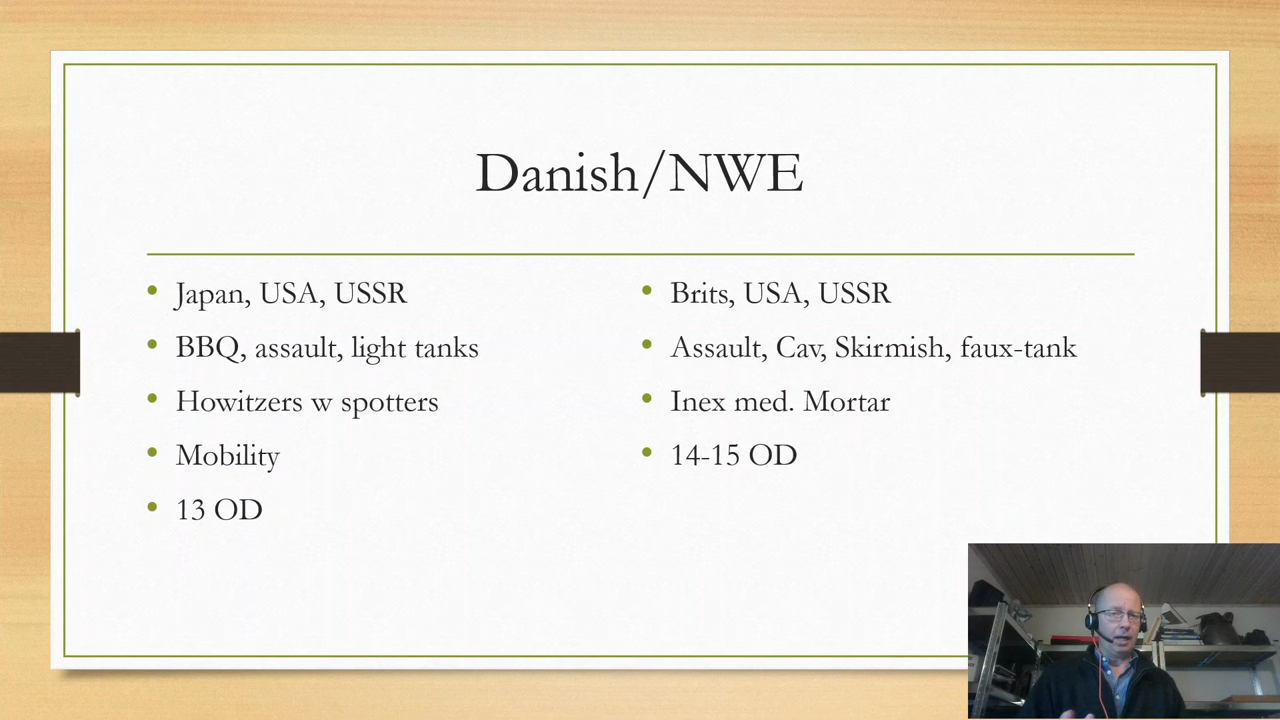 Danish/NWE
Japan, USA, USSR
BBQ, assault, light tanks
Howitzers w spotters
Mobility
13 OD
Brits, USA, USSR
Assault, Cav, Skirmish, faux-tank
Inex med. Mortar
14-15 OD